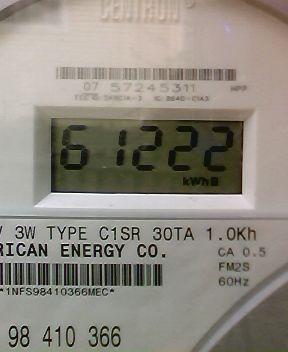 CENTRON
07 57245311 HPP
61222
kWh
V 3W TYPE C1SR 30TA 1.0Kh
RICAN ENERGY CO.
CA 0.5
FM2S
60Hz
*1NFS98410366MEC*
98 410 366